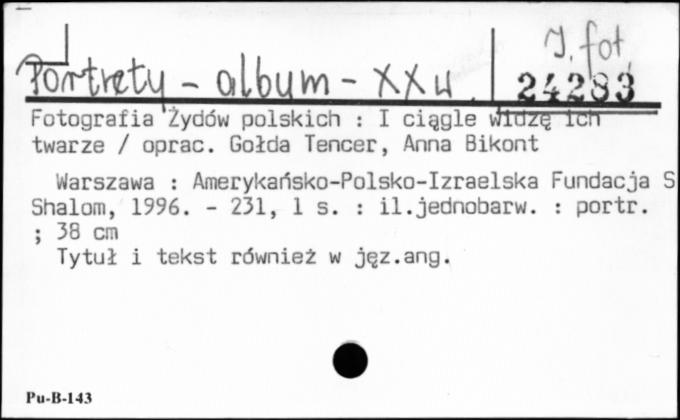 J. fot.
Portrety - album - XX w.
24283
Fotografia Żydów polskich : I ciągle widzę ich
twarze / oprac. Gołda Tencer, Anna Bikont
Warszawa : Amerykańsko-Polsko-Izraelska Fundacja S
Shalom, 1996. - 231, 1 s. : il.jednobarw. : portr.
; 38 cm
Tytuł i tekst również w jęz.ang.
Pu-B-143